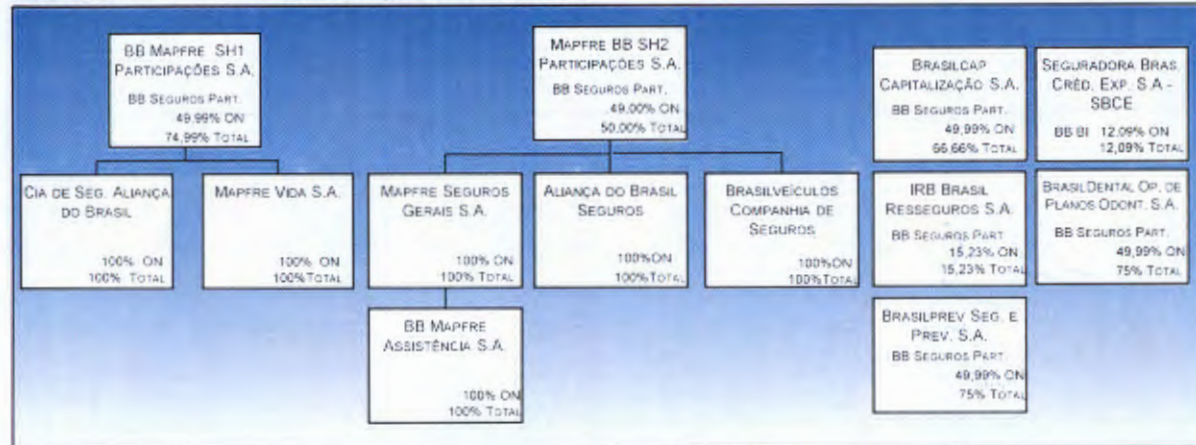 BB MAPFRE SH1
PARTICIPAÇÕES S.A.
BB SEGUROS PART.
49,99% ON
74,99% TOTAL
MAPFRE BB SH2
PARTICIPAÇÕES S.A.
BB SEGUROS PART.
49,00% ON
50,00% TOTAL
BRASILCAP
CAPITALIZAÇÃO S.A.
BB SEGUROS PART.
49,99% ON
66,66% TOTAL
SEGURADORA BRAS.
CRÉD. EXP. S.A -
SBCE
BB BI 12,09% ON
12,09% TOTAL
CIA DE SEG. ALIANÇA
DO BRASIL
100% ON
100% TOTAL
MAPFRE VIDA S.A.
100% ON
100% TOTAL
MAPFRE SEGUROS
GERAIS S.A.
100% ON
100% TOTAL
ALIANÇA DO BRASIL
SEGUROS
100% ON
100% TOTAL
BRASILVEÍCULOS
COMPANHIA DE
SEGUROS
100% ON
100% TOTAL
IRB BRASIL
RESSEGUROS S.A.
BB SEGUROS PART
15,23% ON
15,23% TOTAL
BRASILDENTAL OP. DE
PLANOS ODONT. S.A.
BB SEGUROS PART.
49,99% ON
75% TOTAL
BB MAPFRE
ASSISTÊNCIA S.A.
100% ON
100% TOTAL
BRASILPREV SEG. E
PREV. S.A.
BB SEGUROS PART.
49,99% ON
75% TOTAL